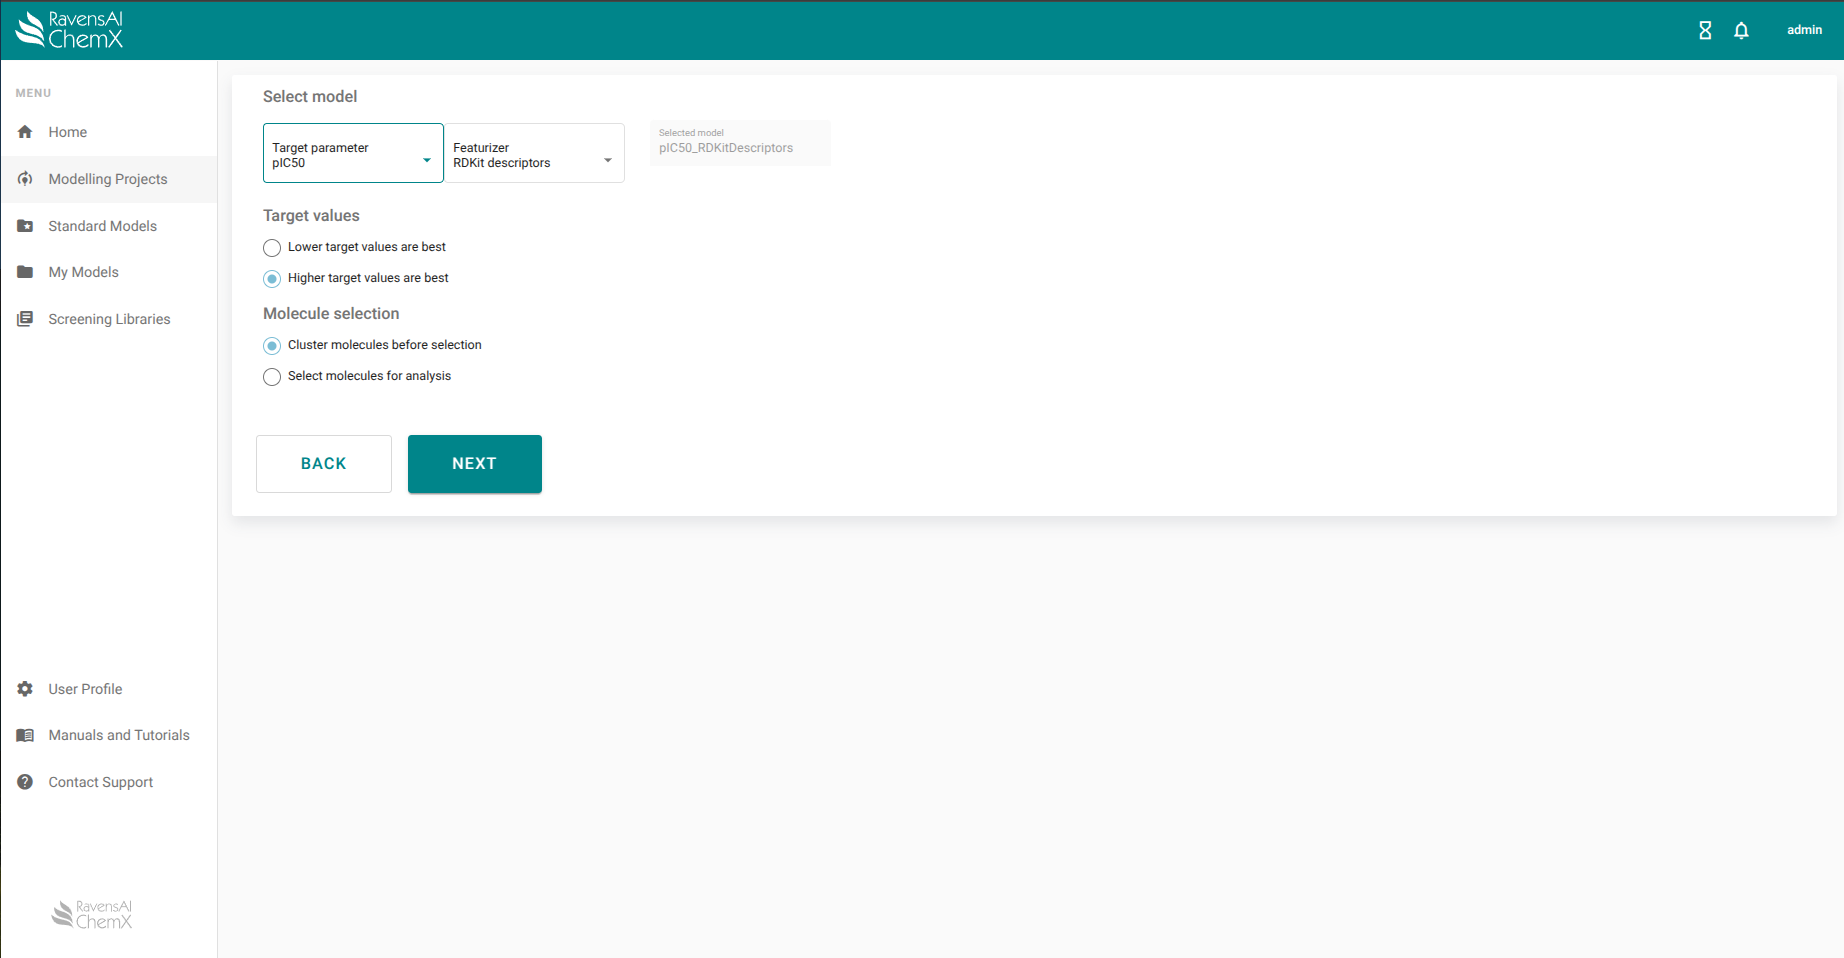 RavensAI
ChemX
admin
MENU
Home
Modelling Projects
Standard Models
My Models
Screening Libraries
User Profile
Manuals and Tutorials
Contact Support
RavensAI
ChemX
Select model
Target parameter
pIC50
Featurizer
RDKit descriptors
Selected model
pIC50_RDKitDescriptors
Target values
Lower target values are best
Higher target values are best
Molecule selection
Cluster molecules before selection
Select molecules for analysis
BACK
NEXT